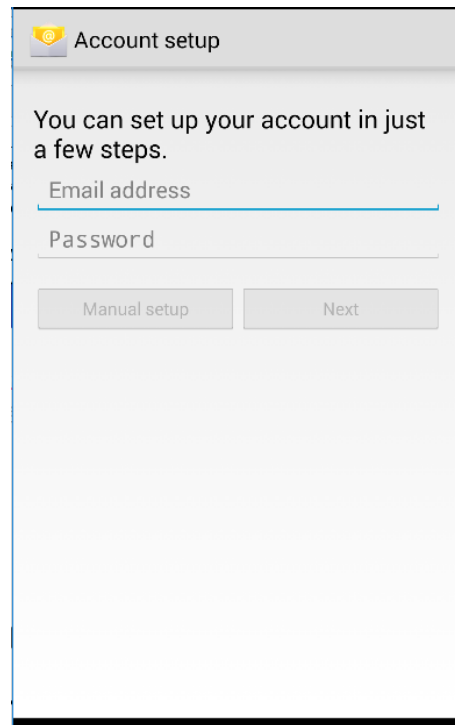 Account setup
You can set up your account in just
a few steps.
Email address
Password
Manual setup Next